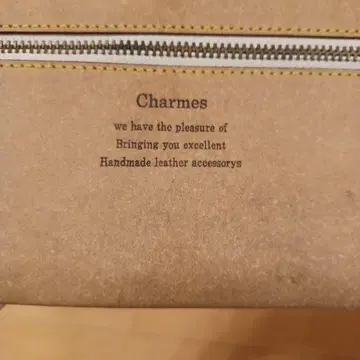 Charmes
we have the pleasure of
Bringing you excellent
Handmade leather accessorys